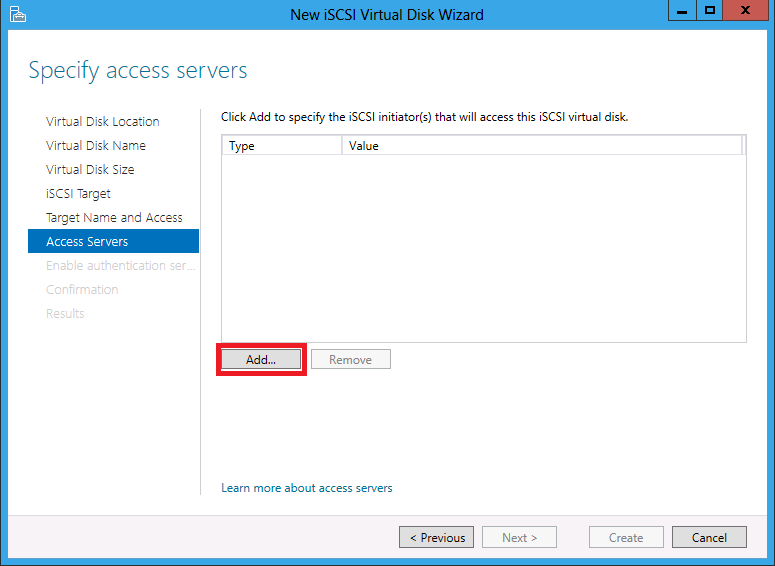 New iSCSI Virtual Disk Wizard
X
Specify access servers
Virtual Disk Location
Virtual Disk Name
Virtual Disk Size
iSCSI Target
Target Name and Access
Access Servers
Enable authentication ser...
Confirmation
Results
Click Add to specify the iSCSI initiator(s) that will access this iSCSI virtual disk.
Type Value
Add... Remove
Learn more about access servers
< Previous Next > Create Cancel